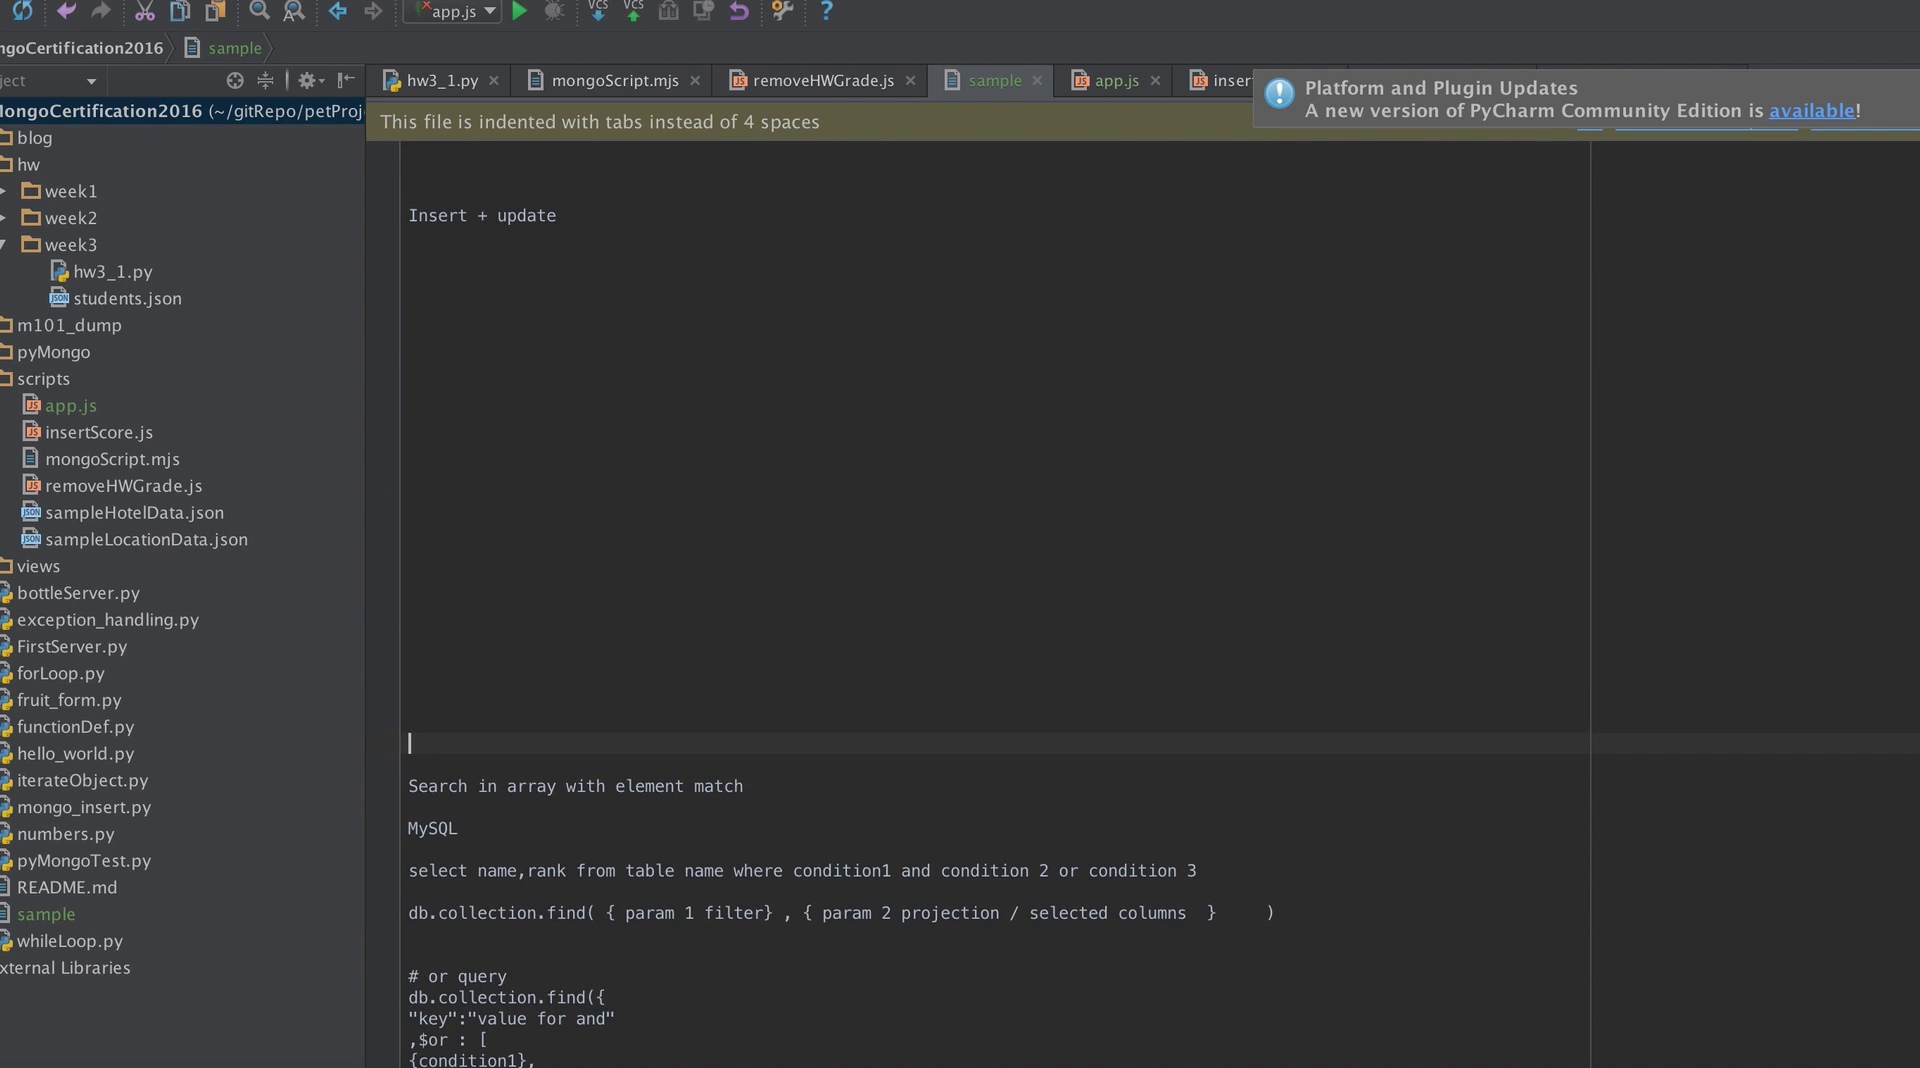 app.js
VCS
VCS
?
ngoCertification2016
sample
ject
hw3_1.py
mongoScript.mjs
removeHWGrade.js
sample
app.js
inser
Platform and Plugin Updates
A new version of PyCharm Community Edition is available!
This file is indented with tabs instead of 4 spaces
MongoCertification2016 (~/gitRepo/petProj
blog
hw
week1
week2
week3
hw3_1.py
students.json
m101_dump
pyMongo
scripts
app.js
insertScore.js
mongoScript.mjs
removeHWGrade.js
sampleHotelData.json
sampleLocationData.json
views
bottleServer.py
exception_handling.py
FirstServer.py
forLoop.py
fruit_form.py
functionDef.py
hello_world.py
iterateObject.py
mongo_insert.py
numbers.py
pyMongoTest.py
README.md
sample
whileLoop.py
xternal Libraries
Insert + update
Search in array with element match
MySQL
select name,rank from table name where condition1 and condition 2 or condition 3
db.collection.find( { param 1 filter} , { param 2 projection / selected columns  }     )
# or query
db.collection.find({
"key":"value for and"
,$or : [
{condition1},